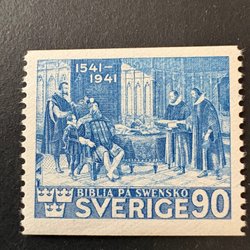 1541-
-1941
BIBLIA PÅ SWENSKO
SVERIGE 90